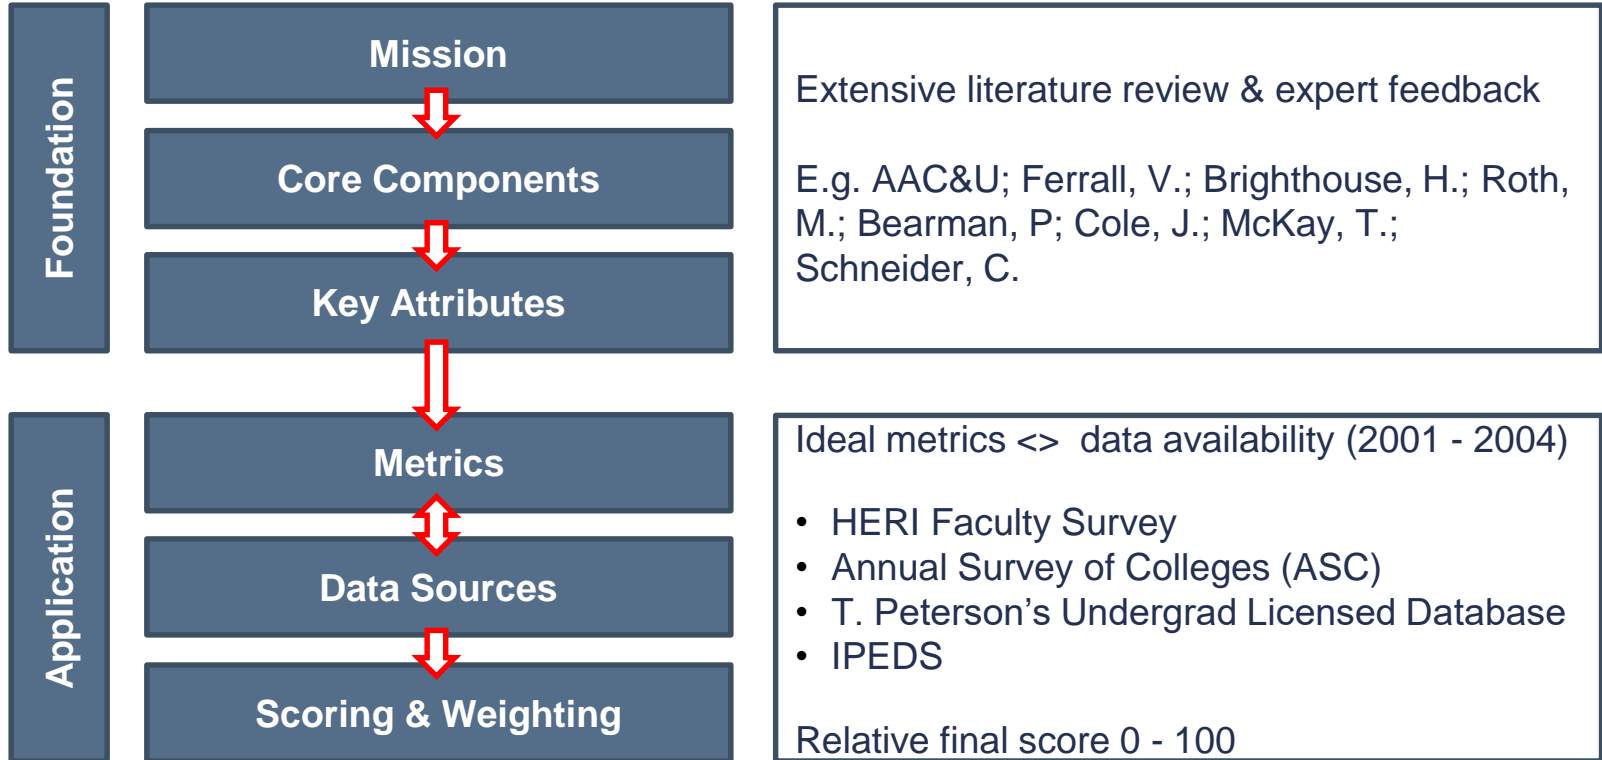 Foundation
Mission
Core Components
Key Attributes
Extensive literature review & expert feedback
E.g. AAC&U; Ferrall, V.; Brighthouse, H.; Roth,
M.; Bearman, P; Cole, J.; McKay, T.;
Schneider, C.
Application
Metrics
Data Sources
Scoring & Weighting
Ideal metrics <> data availability (2001 - 2004)
• HERI Faculty Survey
• Annual Survey of Colleges (ASC)
• T. Peterson’s Undergrad Licensed Database
• IPEDS
Relative final score 0 - 100